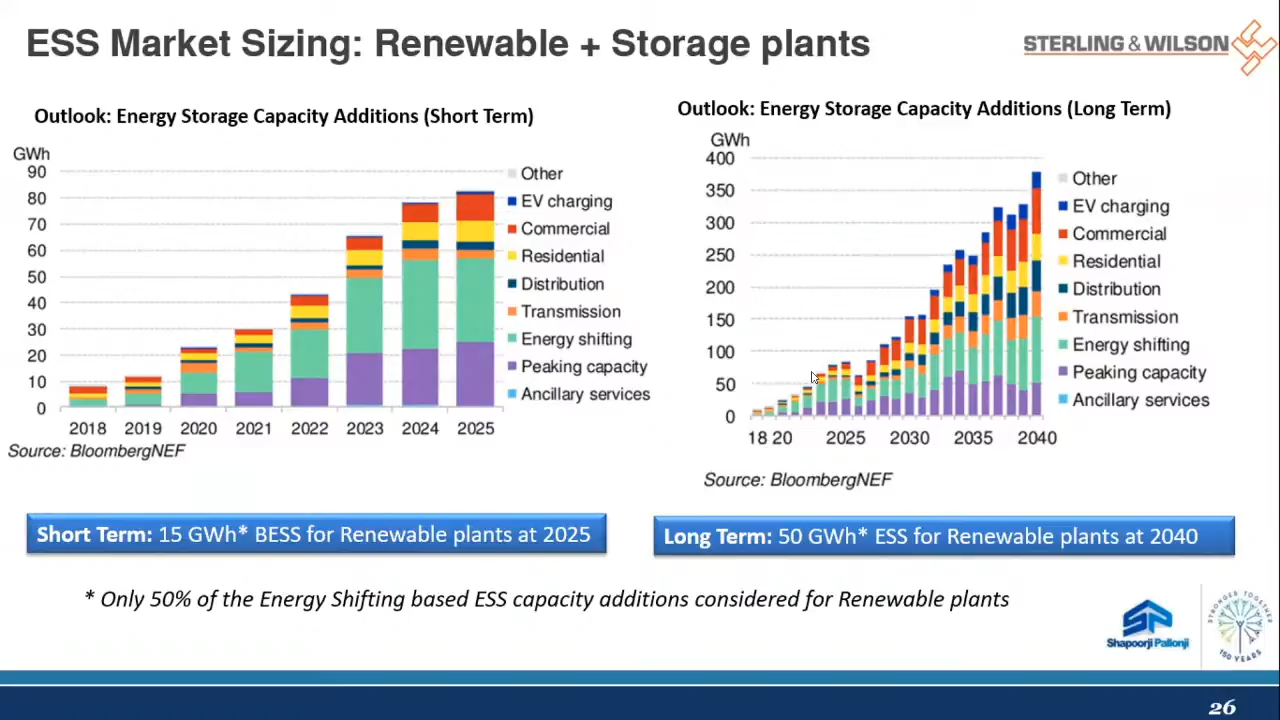 ESS Market Sizing: Renewable + Storage plants
STERLING & WILSON
Outlook: Energy Storage Capacity Additions (Short Term)
GWh
90
80
70
60
50
40
30
20
10
0
2018 2019 2020 2021 2022 2023 2024 2025
Other
EV charging
Commercial
Residential
Distribution
Transmission
Energy shifting
Peaking capacity
Ancillary services
Source: BloombergNEF
Outlook: Energy Storage Capacity Additions (Long Term)
GWh
400
350
300
250
200
150
100
50
0
18 20 2025 2030 2035 2040
Other
EV charging
Commercial
Residential
Distribution
Transmission
Energy shifting
Peaking capacity
Ancillary services
Source: BloombergNEF
Short Term: 15 GWh* BESS for Renewable plants at 2025
Long Term: 50 GWh* ESS for Renewable plants at 2040
* Only 50% of the Energy Shifting based ESS capacity additions considered for Renewable plants
SP
Shapoorji Pallonji
STRONGER TOGETHER
150 YEARS
26